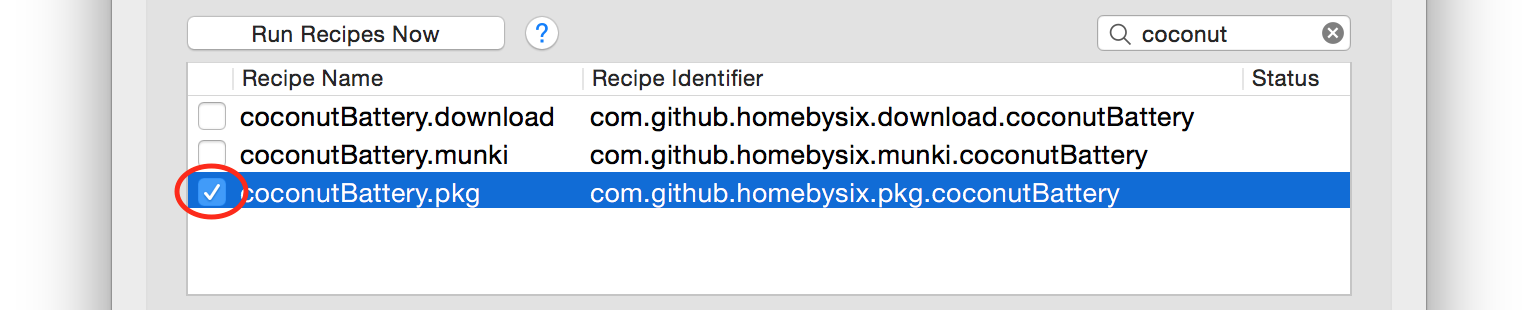 Run Recipes Now ? coconut
Recipe Name Recipe Identifier Status
coconutBattery.download com.github.homebysix.download.coconutBattery
coconutBattery.munki com.github.homebysix.munki.coconutBattery
coconutBattery.pkg com.github.homebysix.pkg.coconutBattery